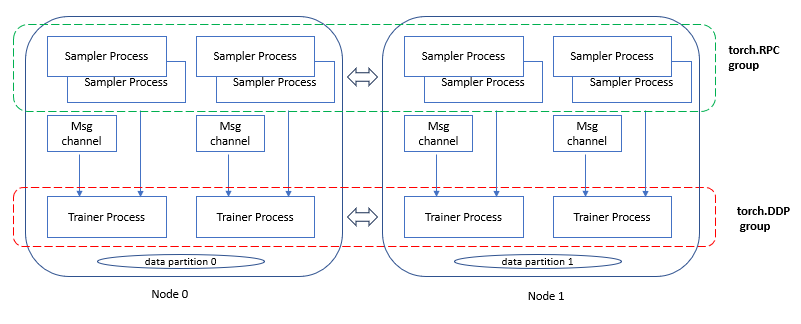 Sampler Process
Sampler Process
Sampler Process
Sampler Process
Sampler Process
Sampler Process
Sampler Process
Sampler Process
torch.RPC
group
Msg
channel
Msg
channel
Msg
channel
Msg
channel
Trainer Process
Trainer Process
Trainer Process
Trainer Process
torch.DDP
group
data partition 0
data partition 1
Node 0
Node 1